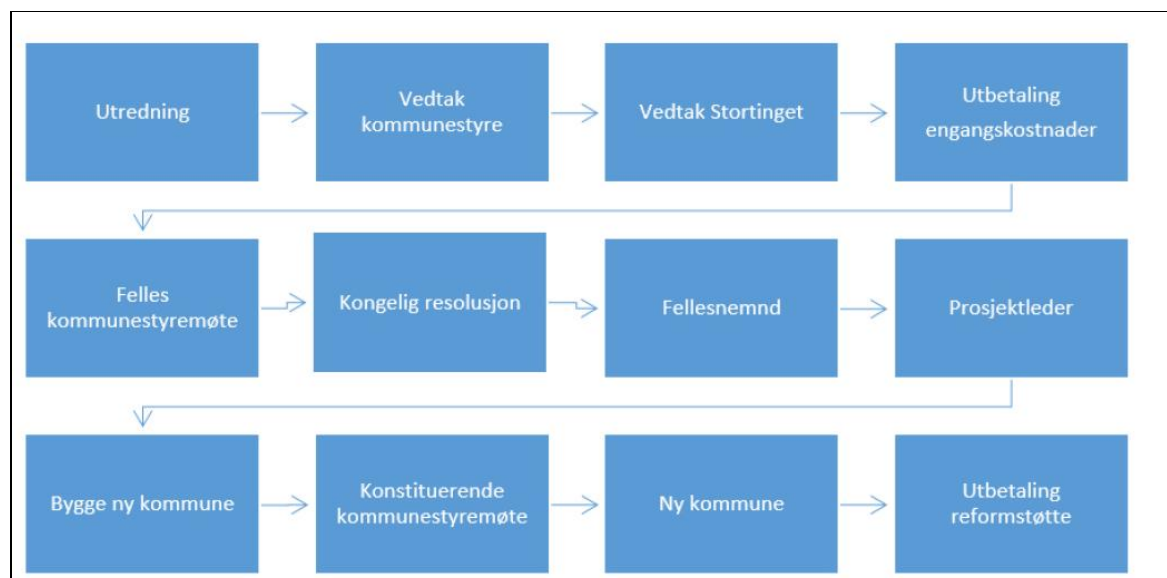 Utredning
Vedtak
kommunestyre
Vedtak Stortinget
Utbetaling
engangskostnader
Felles
kommunestyremøte
Kongelig resolusjon
Fellesnemnd
Prosjektleder
Bygge ny kommune
Konstituerende
kommunestyremøte
Ny kommune
Utbetaling
reformstøtte